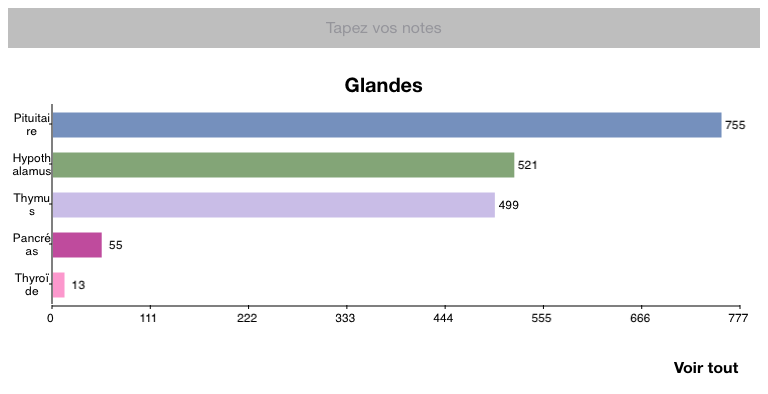 Tapez vos notes
Glandes
Pituitai
re
755
Hypoth
alamus
521
Thymu
s
499
Pancré
as
55
Thyroï
de
13
0 111 222 333 444 555 666 777
Voir tout